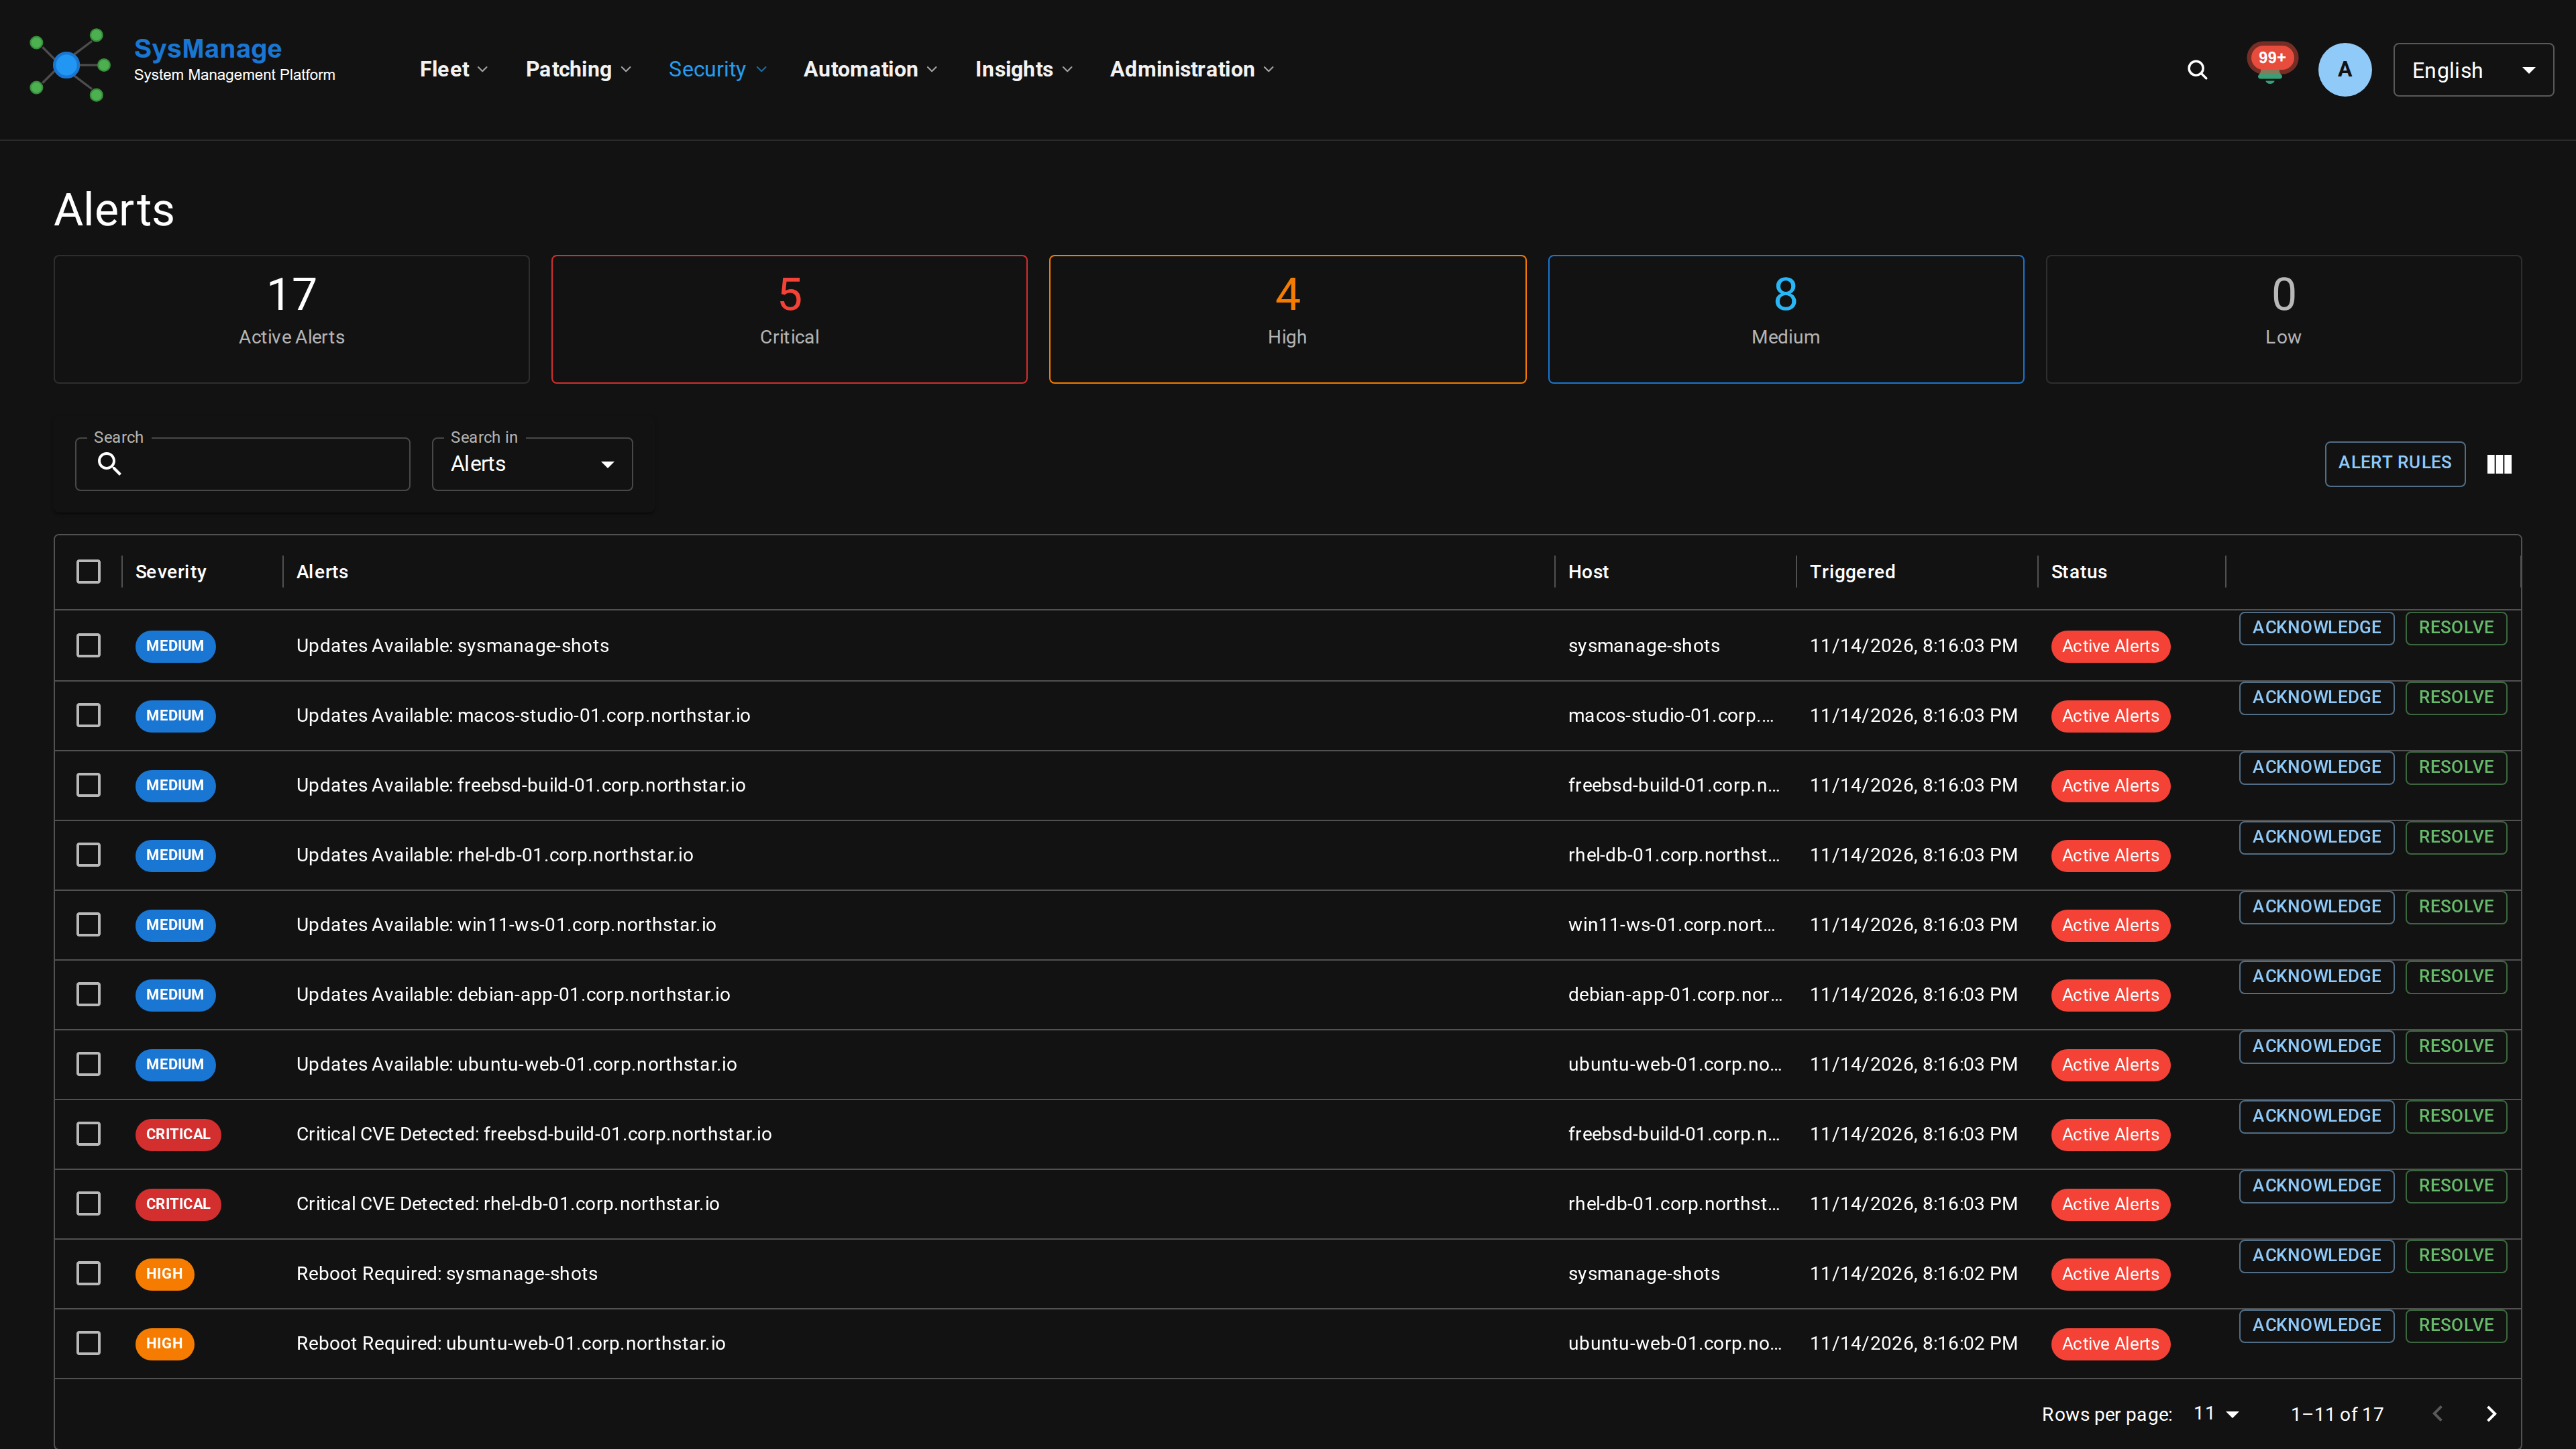 SysManage
System Management Platform
Fleet Patching Security Automation Insights Administration 99+ A English
Alerts
17 5 4 8 0
Active Alerts Critical High Medium Low
Search Search in
Alerts ALERT RULES
Severity Alerts Host Triggered Status
MEDIUM Updates Available: sysmanage-shots sysmanage-shots 11/14/2026, 8:16:03 PM Active Alerts ACKNOWLEDGE RESOLVE
MEDIUM Updates Available: macos-studio-01.corp.northstar.io macos-studio-01.corp.... 11/14/2026, 8:16:03 PM Active Alerts ACKNOWLEDGE RESOLVE
MEDIUM Updates Available: freebsd-build-01.corp.northstar.io freebsd-build-01.corp.n... 11/14/2026, 8:16:03 PM Active Alerts ACKNOWLEDGE RESOLVE
MEDIUM Updates Available: rhel-db-01.corp.northstar.io rhel-db-01.corp.northst... 11/14/2026, 8:16:03 PM Active Alerts ACKNOWLEDGE RESOLVE
MEDIUM Updates Available: win11-ws-01.corp.northstar.io win11-ws-01.corp.nort... 11/14/2026, 8:16:03 PM Active Alerts ACKNOWLEDGE RESOLVE
MEDIUM Updates Available: debian-app-01.corp.northstar.io debian-app-01.corp.nor... 11/14/2026, 8:16:03 PM Active Alerts ACKNOWLEDGE RESOLVE
MEDIUM Updates Available: ubuntu-web-01.corp.northstar.io ubuntu-web-01.corp.no... 11/14/2026, 8:16:03 PM Active Alerts ACKNOWLEDGE RESOLVE
CRITICAL Critical CVE Detected: freebsd-build-01.corp.northstar.io freebsd-build-01.corp.n... 11/14/2026, 8:16:03 PM Active Alerts ACKNOWLEDGE RESOLVE
CRITICAL Critical CVE Detected: rhel-db-01.corp.northstar.io rhel-db-01.corp.northst... 11/14/2026, 8:16:03 PM Active Alerts ACKNOWLEDGE RESOLVE
HIGH Reboot Required: sysmanage-shots sysmanage-shots 11/14/2026, 8:16:02 PM Active Alerts ACKNOWLEDGE RESOLVE
HIGH Reboot Required: ubuntu-web-01.corp.northstar.io ubuntu-web-01.corp.no... 11/14/2026, 8:16:02 PM Active Alerts ACKNOWLEDGE RESOLVE
Rows per page: 11 1–11 of 17